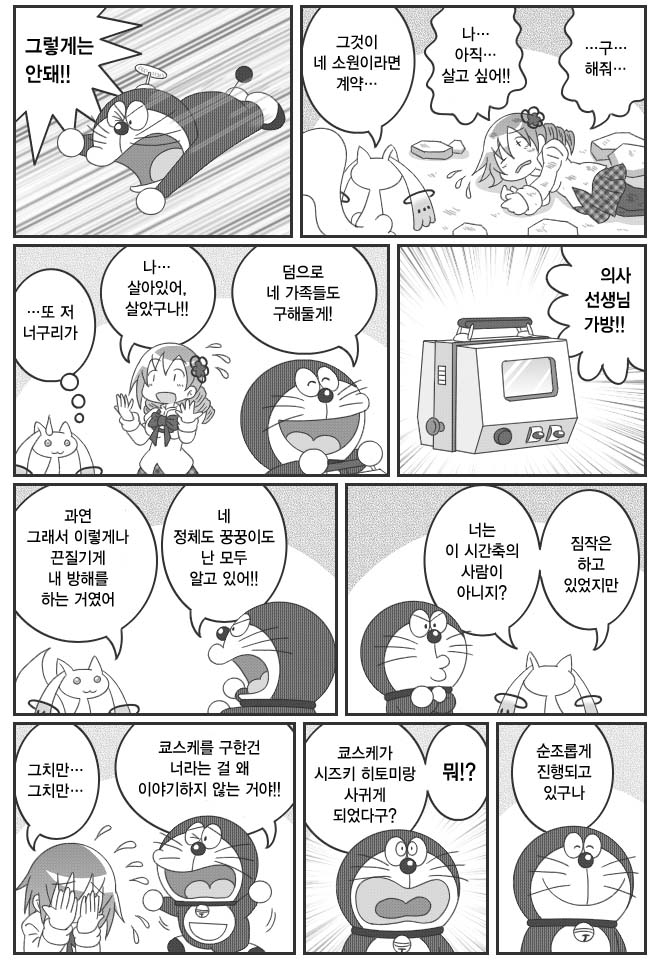 …구…
해줘…
나…
아직…
살고 싶어!!
그것이
네 소원이라면
계약…
그렇게는
안돼!!
의사
선생님
가방!!
덤으로
네 가족들도
구해둘게!
나…
살아있어,
살았구나!!
…또 저
너구리가
짐작은
하고
있었지만
너는
이 시간축의
사람이
아니지?
네
정체도 꿍꿍이도
난 모두
알고 있어!!
과연
그래서 이렇게나
끈질기게
내 방해를
하는 거였어
순조롭게
진행되고
있구나
뭐!?
쿄스케가
시즈키 히토미랑
사귀게
되었다구?
쿄스케를 구한건
너라는 걸 왜
이야기하지 않는 거야!!
그치만…
그치만…